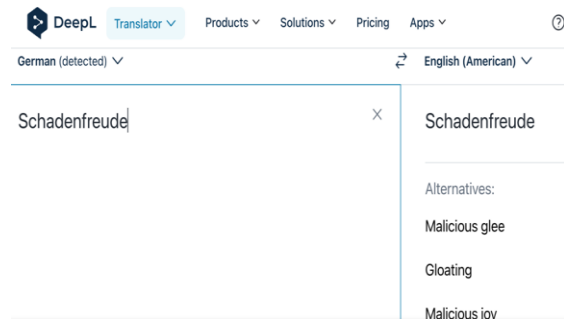 DeepL Translator Products Solutions Pricing Apps ?
German (detected) English (American)
Schadenfreude X Schadenfreude
Alternatives:
Malicious glee
Gloating
Malicious joy